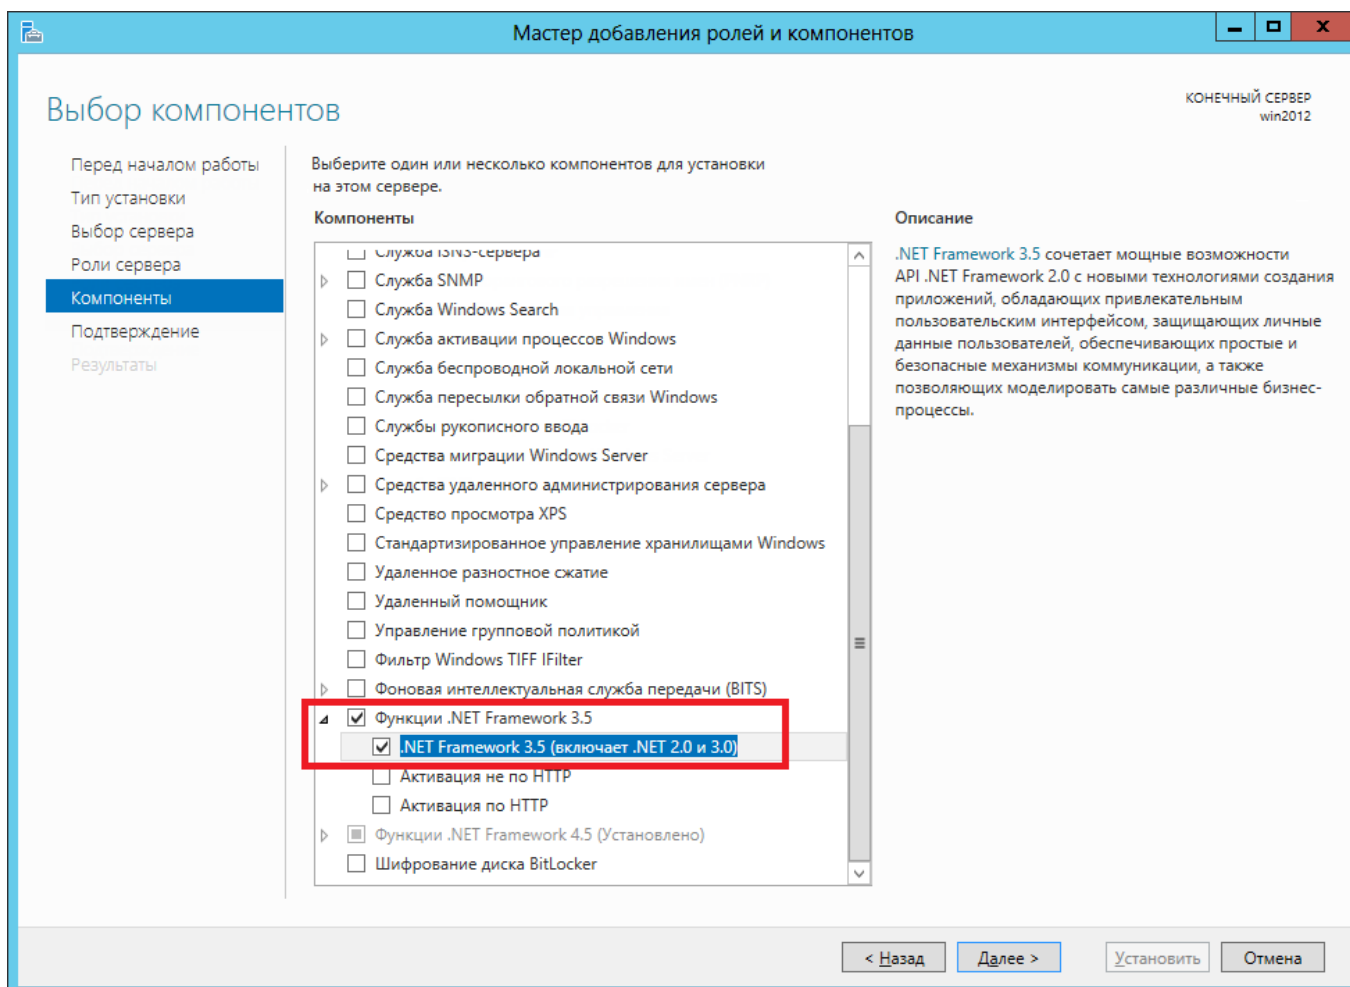 Мастер добавления ролей и компонентов
Выбор компонентов
КОНЕЧНЫЙ СЕРВЕР
win2012
Перед началом работы
Тип установки
Выбор сервера
Роли сервера
Компоненты
Подтверждение
Результаты
Выберите один или несколько компонентов для установки
на этом сервере.
Компоненты
Служба iSNS-сервера
Служба SNMP
Служба Windows Search
Служба активации процессов Windows
Служба беспроводной локальной сети
Служба пересылки обратной связи Windows
Службы рукописного ввода
Средства миграции Windows Server
Средства удаленного администрирования сервера
Средство просмотра XPS
Стандартизированное управление хранилищами Windows
Удаленное разностное сжатие
Удаленный помощник
Управление групповой политикой
Фильтр Windows TIFF IFilter
Фоновая интеллектуальная служба передачи (BITS)
Функции .NET Framework 3.5
.NET Framework 3.5 (включает .NET 2.0 и 3.0)
Активация не по HTTP
Активация по HTTP
Функции .NET Framework 4.5 (Установлено)
Шифрование диска BitLocker
Описание
.NET Framework 3.5 сочетает мощные возможности
API .NET Framework 2.0 с новыми технологиями создания
приложений, обладающих привлекательным
пользовательским интерфейсом, защищающих личные
данные пользователей, обеспечивающих простые и
безопасные механизмы коммуникации, а также
позволяющих моделировать самые различные бизнес-
процессы.
< Назад
Далее >
Установить
Отмена